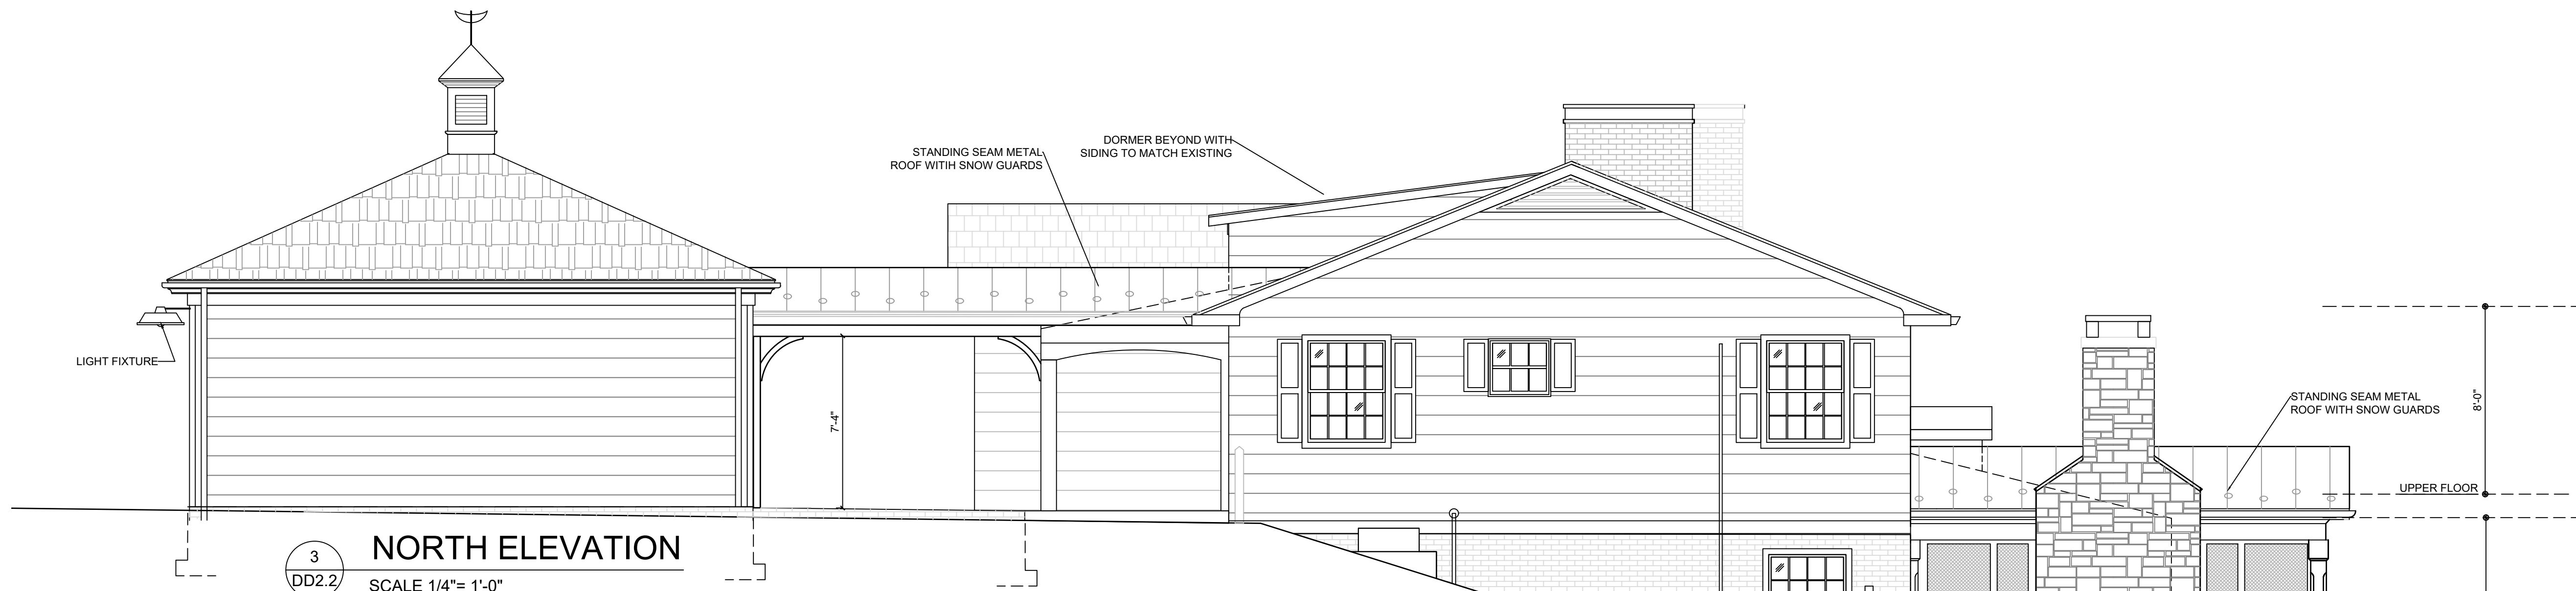 DORMER BEYOND WITH
SIDING TO MATCH EXISTING
STANDING SEAM METAL
ROOF WITIH SNOW GUARDS
LIGHT FIXTURE
7'-4"
STANDING SEAM METAL
ROOF WITH SNOW GUARDS
8'-0"
UPPER FLOOR
3
DD2.2
NORTH ELEVATION
SCALE 1/4"= 1'-0"